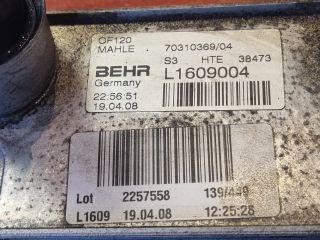 OF120
MAHLE 70310369/04
BEHR S3 HTE 38473
Germany L1609004
22:56:51
19.04.08
Lot 2257558 139/449
L1609 19.04.08 12:25:28